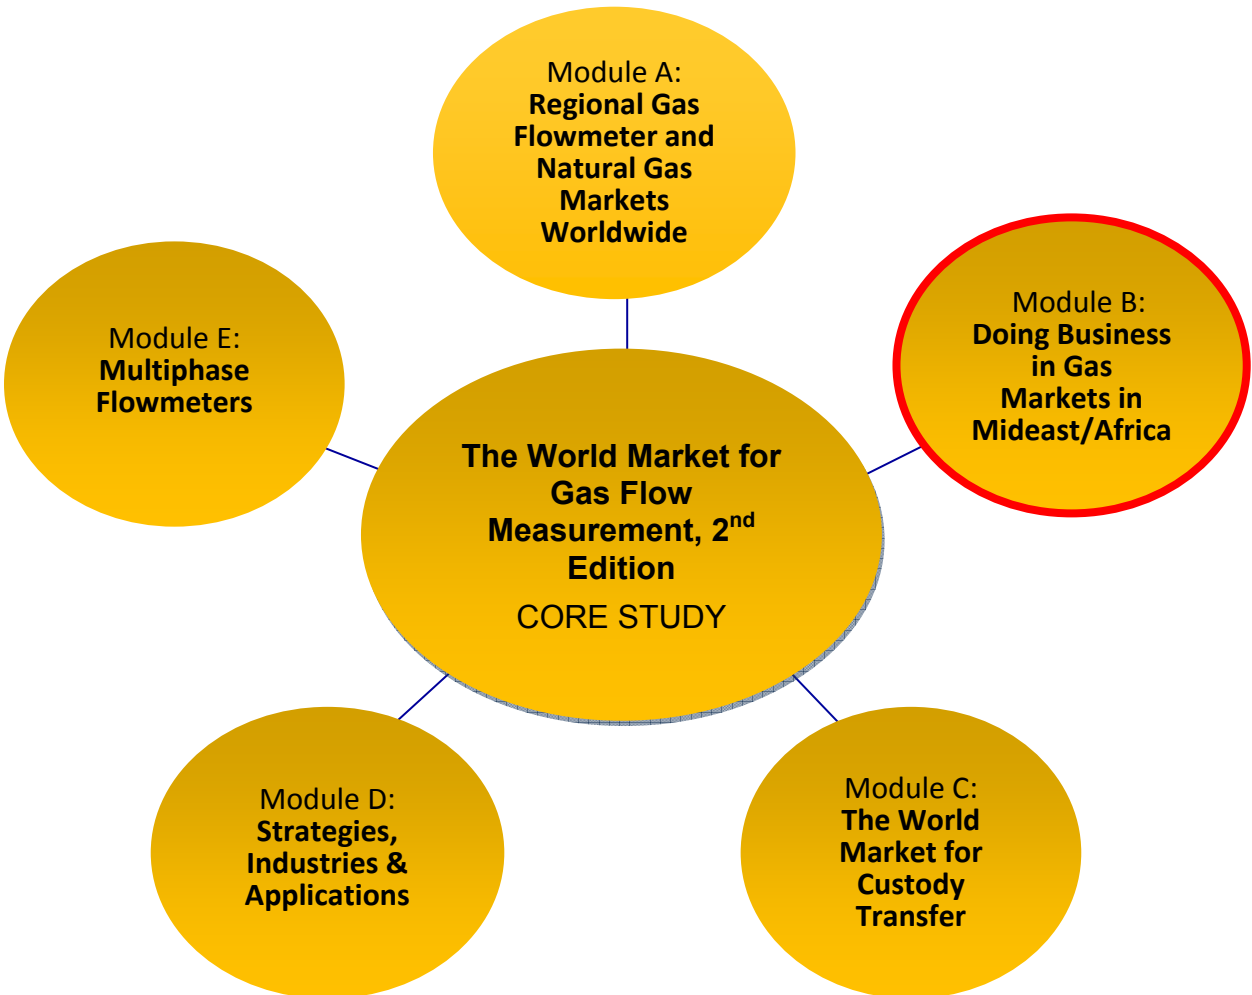 Module A:
Regional Gas
Flowmeter and
Natural Gas
Markets
Worldwide
Module B:
Doing Business
in Gas
Markets in
Mideast/Africa
Module E:
Multiphase
Flowmeters
The World Market for
Gas Flow
Measurement, 2nd
Edition
CORE STUDY
Module D:
Strategies,
Industries &
Applications
Module C:
The World
Market for
Custody
Transfer